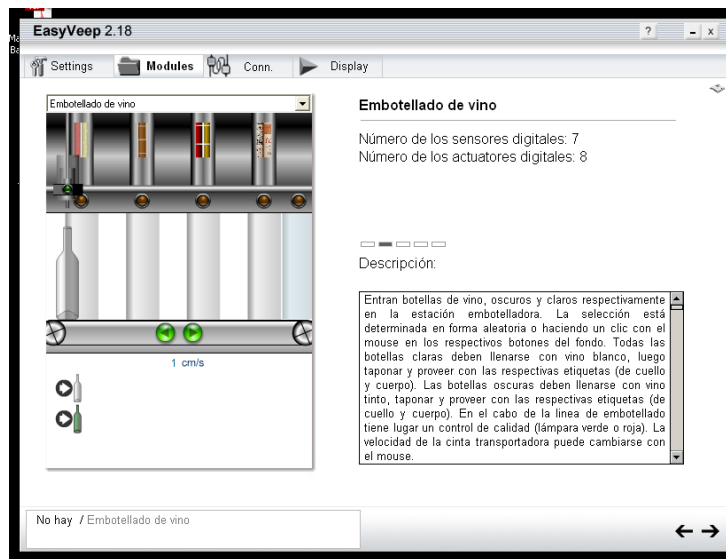 EasyVeep 2.18
?
x
Settings
Modules
Conn.
Display
Embotellado de vino
1 cm/s
Embotellado de vino
Número de los sensores digitales: 7
Número de los actuatores digitales: 8
Descripción:
Entran botellas de vino, oscuros y claros respectivamente
en la estación embotelladora. La selección está
determinada en forma aleatoria o haciendo un clic con el
mouse en los respectivos botones del fondo. Todas las
botellas claras deben llenarse con vino blanco, luego
taponar y proveer con las respectivas etiquetas (de cuello
y cuerpo). Las botellas oscuras deben llenarse con vino
tinto, taponar y proveer con las respectivas etiquetas (de
cuello y cuerpo). En el cabo de la linea de embotellado
tiene lugar un control de calidad (lámpara verde o roja). La
velocidad de la cinta transportadora puede cambiarse con
el mouse.
No hay / Embotellado de vino